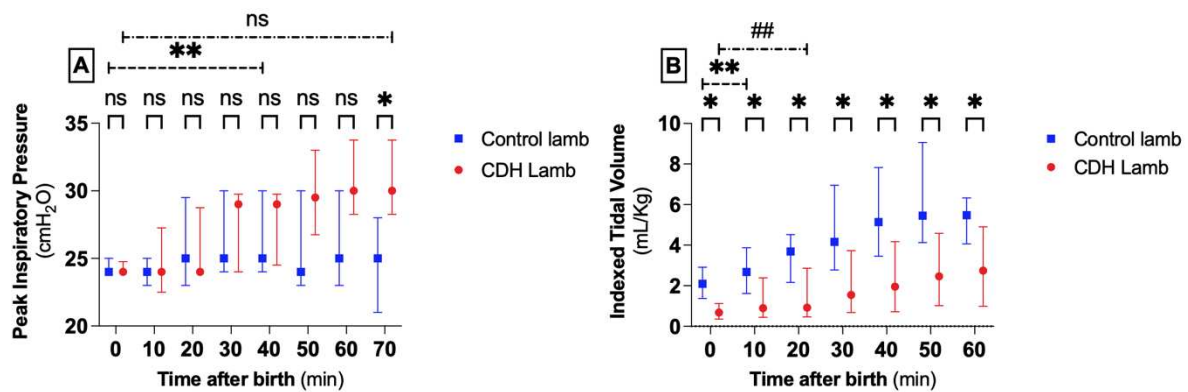 ns
A
**
ns ns ns ns ns ns ns *
Peak Inspiratory Pressure
(cmH2O)
35
30
25
20
0 10 20 30 40 50 60 70
Time after birth (min)
Control lamb
CDH Lamb
B
##
**
* * * * * * *
Indexed Tidal Volume
(mL/Kg)
10
8
6
4
2
0
0 10 20 30 40 50 60
Time after birth (min)
Control lamb
CDH Lamb